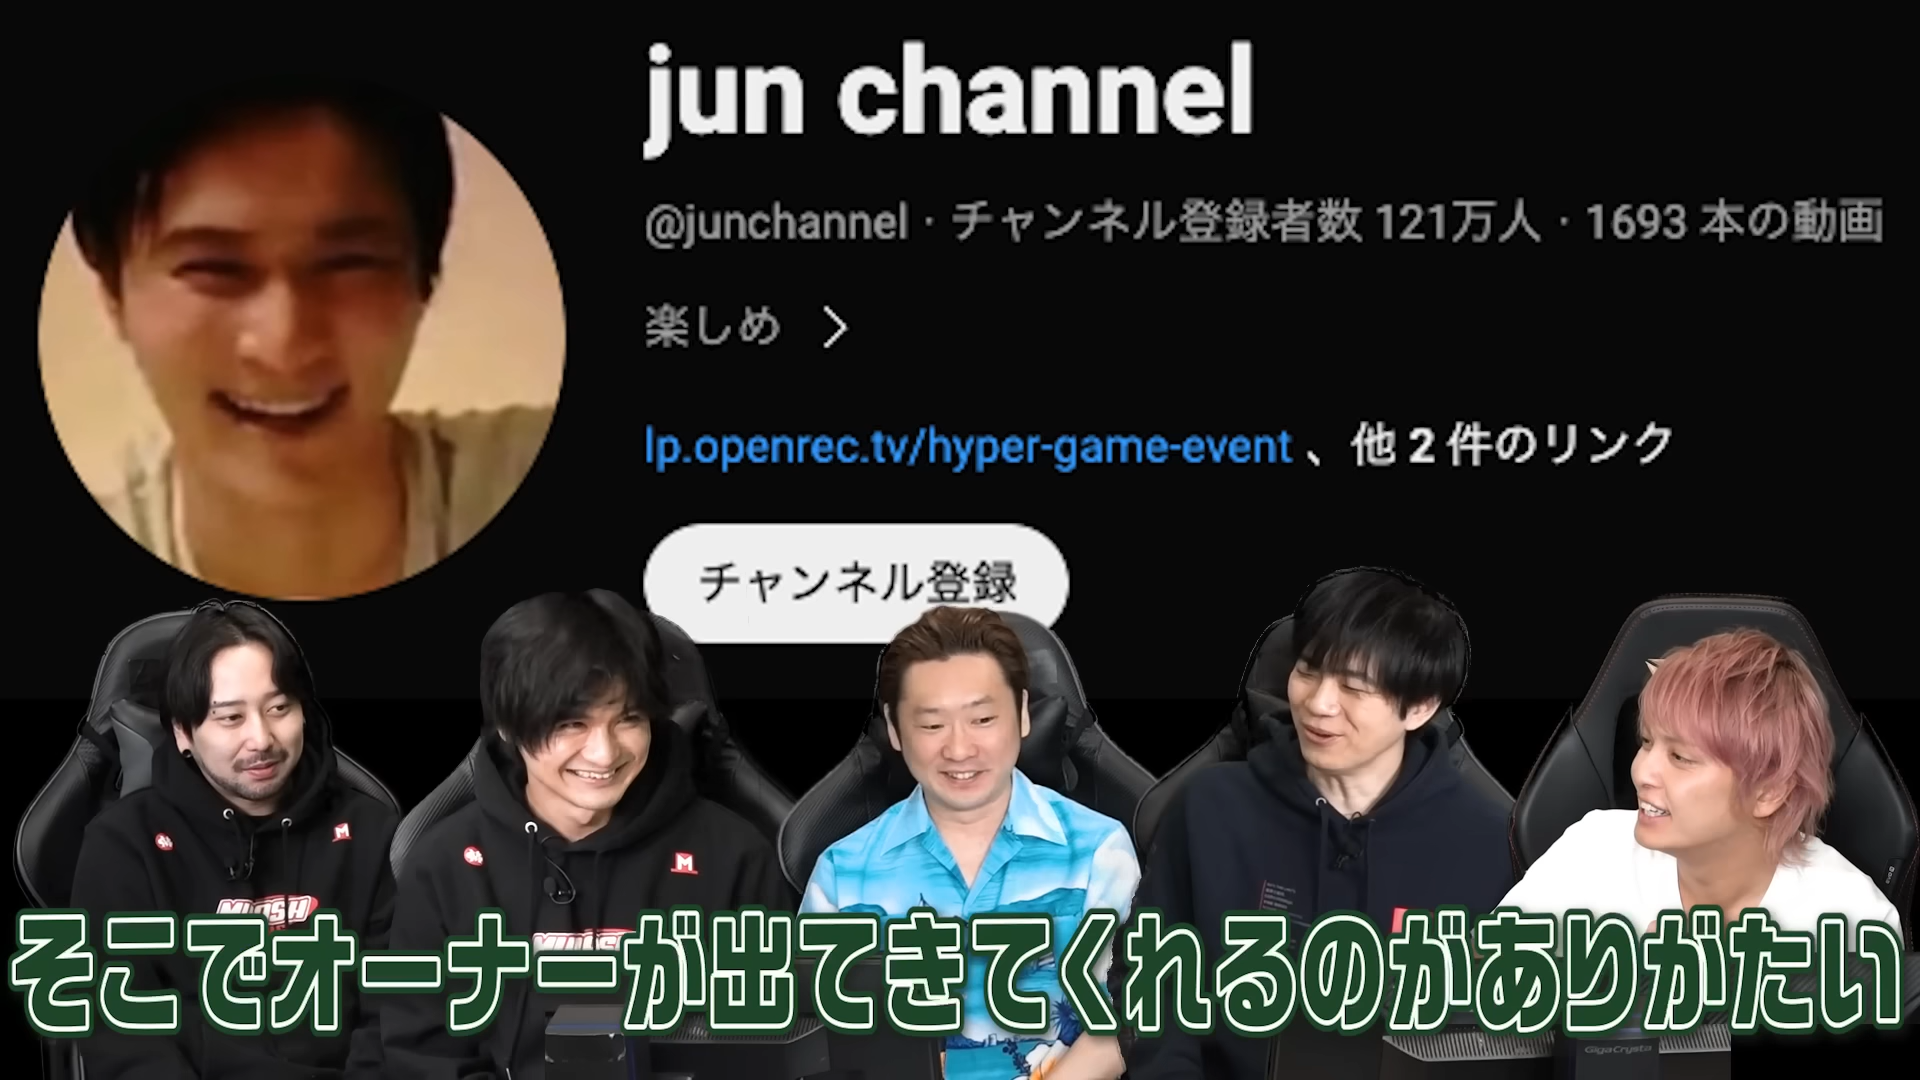 jun channel
@junchannel · チャンネル登録者数 121万人 · 1693 本の動画
楽しめ >
lp.openrec.tv/hyper-game-event 、他 2 件のリンク
チャンネル登録
M
M
そこでオーナーが出てきてくれるのがありがたい
GigaCrysta